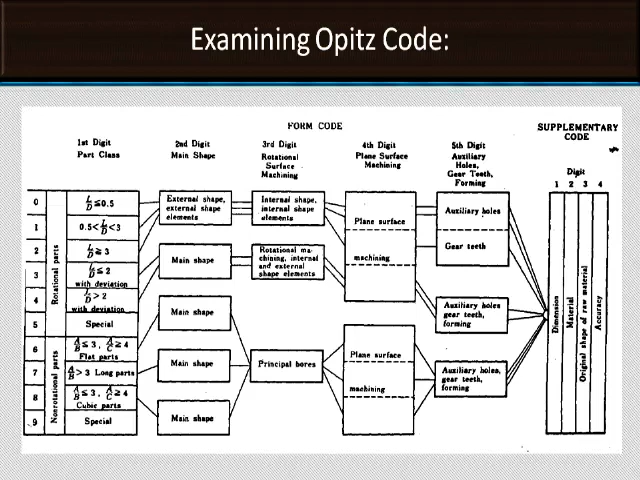 Examining Opitz Code:
FORM CODE
SUPPLEMENTARY
CODE
1st Digit
Part Class
2nd Digit
Main Shape
3rd Digit
Rotational
Surface
Machining
4th Digit
Plane Surface
Machining
5th Digit
Auxiliary
Holes,
Gear Teeth,
Forming
Digit
1 2 3 4
0
1
2
3
4
5
6
7
8
9
Rotational parts
Nonrotational parts
L/D ≤0.5
0.5< L/D <3
L/D ≥ 3
L/D ≤ 2
with deviation
L/D > 2
with deviation
Special
A/B ≤ 3, A/C ≥ 4
Flat parts
A/B > 3 Long parts
A/B ≤ 3, A/C ≥ 4
Cubic parts
Special
External shape,
external shape
elements
Main shape
Main shape
Main shape
Main shape
Internal shape,
internal shape
elements
Rotational ma-
chining, internal
and external
shape elements
Principal bores
Plane surface
machining
Plane surface
machining
Auxiliary holes
Gear teeth
Auxiliary holes
gear teeth,
forming
Auxiliary holes,
gear teeth,
forming
Dimension
Material
Original shape of raw material
Accuracy